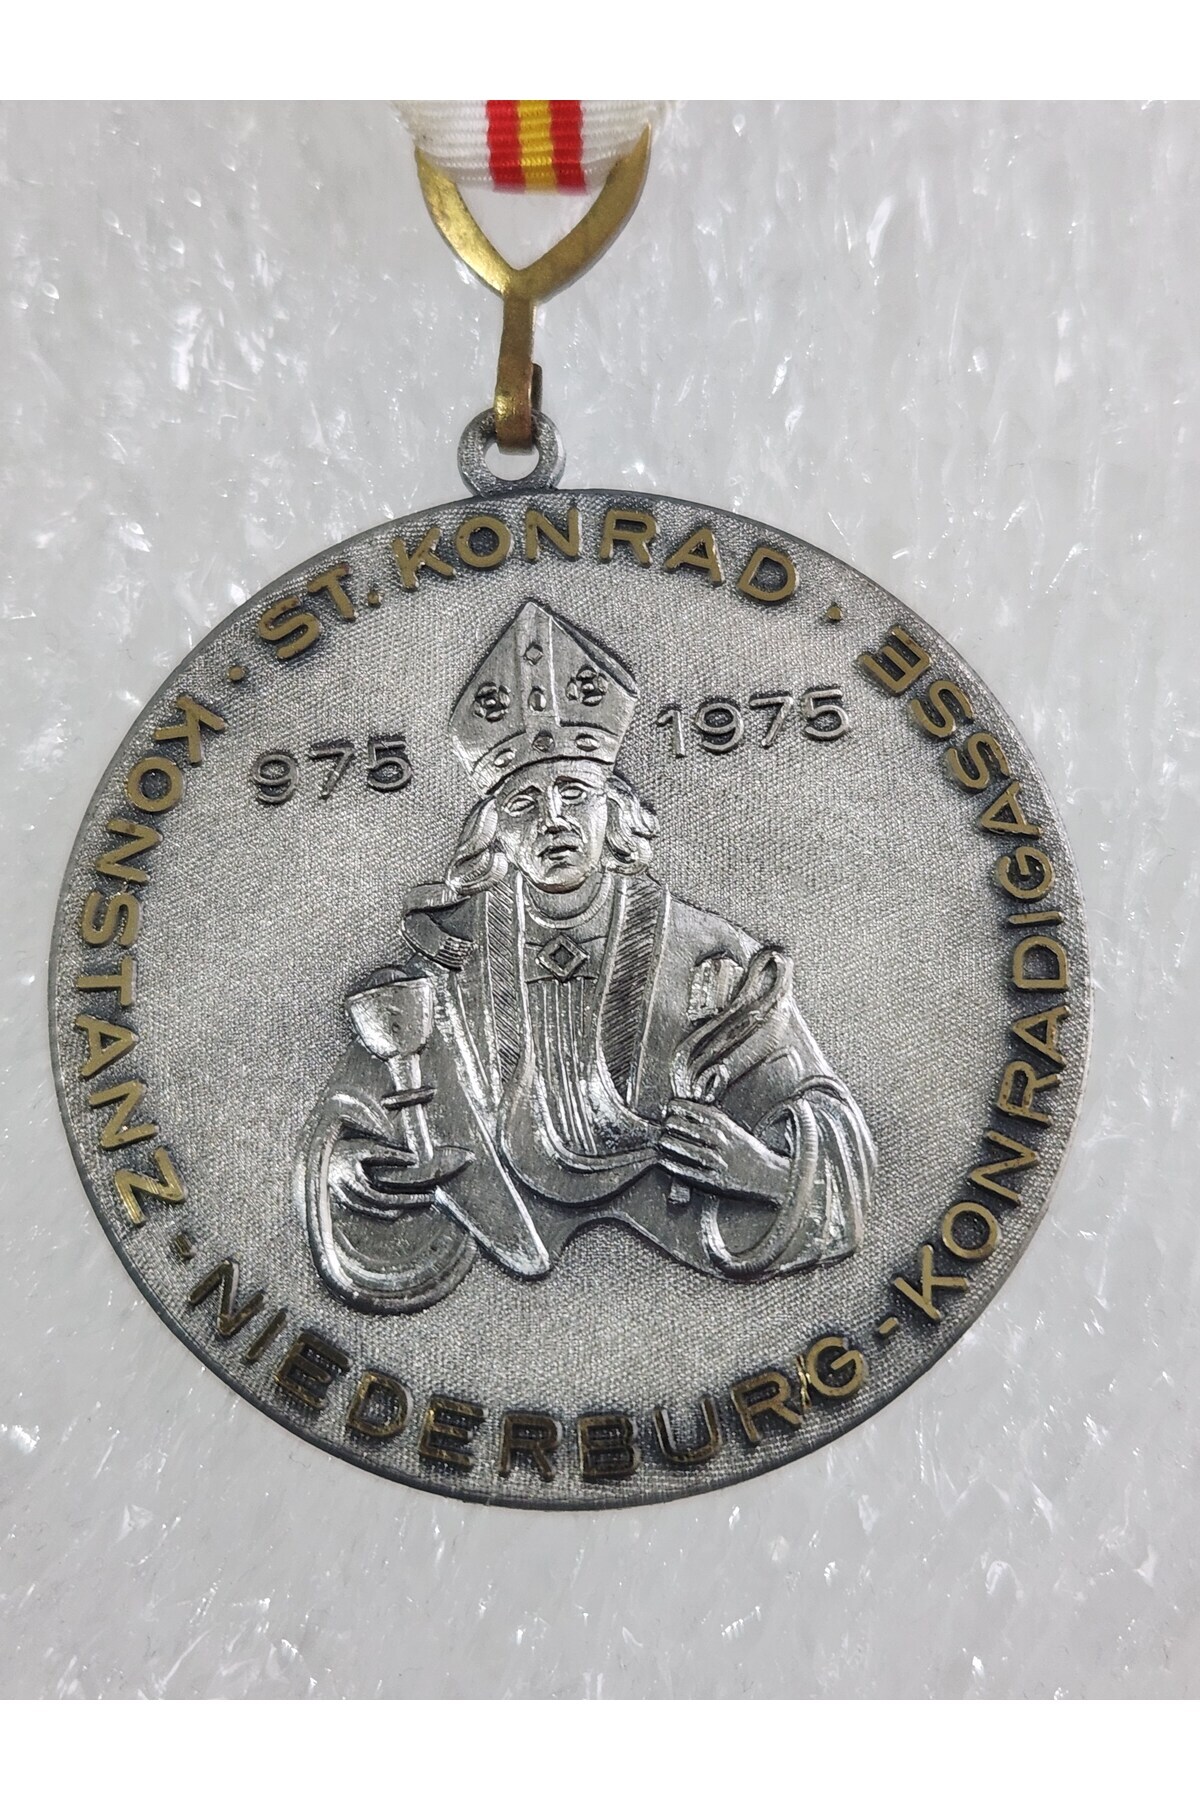 · ST. KONRAD ·
975 1975
KONSTANZ-NIEDERBURG-KONRADIGASSE